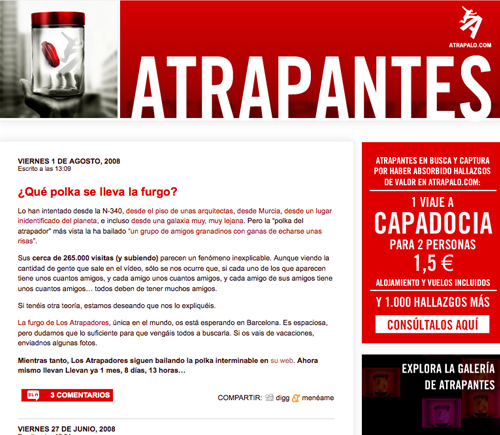 ATRAPALO.COM
ATRAPANTES
VIERNES 1 DE AGOSTO, 2008
Escrito a las 13:09
¿Qué polka se lleva la furgo?
Lo han intentado desde la N-340, desde el piso de unas arquitectas, desde Murcia, desde un lugar
inidentificado del planeta, e incluso desde una galaxia muy, muy lejana. Pero la "polka del
atrapador" más vista la ha bailado "un grupo de amigos granadinos con ganas de echarse unas
risas".
Sus cerca de 265.000 visitas (y subiendo) parecen un fenómeno inexplicable. Aunque viendo la
cantidad de gente que sale en el vídeo, sólo se nos ocurre que, si cada uno de los que aparecen
tiene unos cuantos amigos, y cada amigo unos cuantos amigos, y cada amigo de sus amigos tiene
unos cuantos amigos… todos deben de tener muchos amigos.
Si tenéis otra teoría, estamos deseando que nos lo expliquéis.
La furgo de Los Atrapadores, única en el mundo, os está esperando en Barcelona. Es espaciosa,
pero dudamos que lo suficiente para que vengáis todos a buscarla. Si os vais de vacaciones,
enviadnos algunas fotos.
Mientras tanto, Los Atrapadores siguen bailando la polka interminable en su web. Ahora
mismo llevan Llevan ya 1 mes, 8 días, 13 horas…
BLA
3 COMENTARIOS
COMPARTIR: digg menéame
VIERNES 27 DE JUNIO, 2008
ATRAPANTES EN BUSCA Y CAPTURA
POR HABER ABSORBIDO HALLAZGOS
DE VALOR EN ATRAPALO.COM:
1 VIAJE A
CAPADOCIA
PARA 2 PERSONAS
1,5 €
ALOJAMIENTO Y VUELOS INCLUIDOS
Y 1.000 HALLAZGOS MÁS
CONSÚLTALOS AQUÍ
EXPLORA LA GALERÍA
DE ATRAPANTES